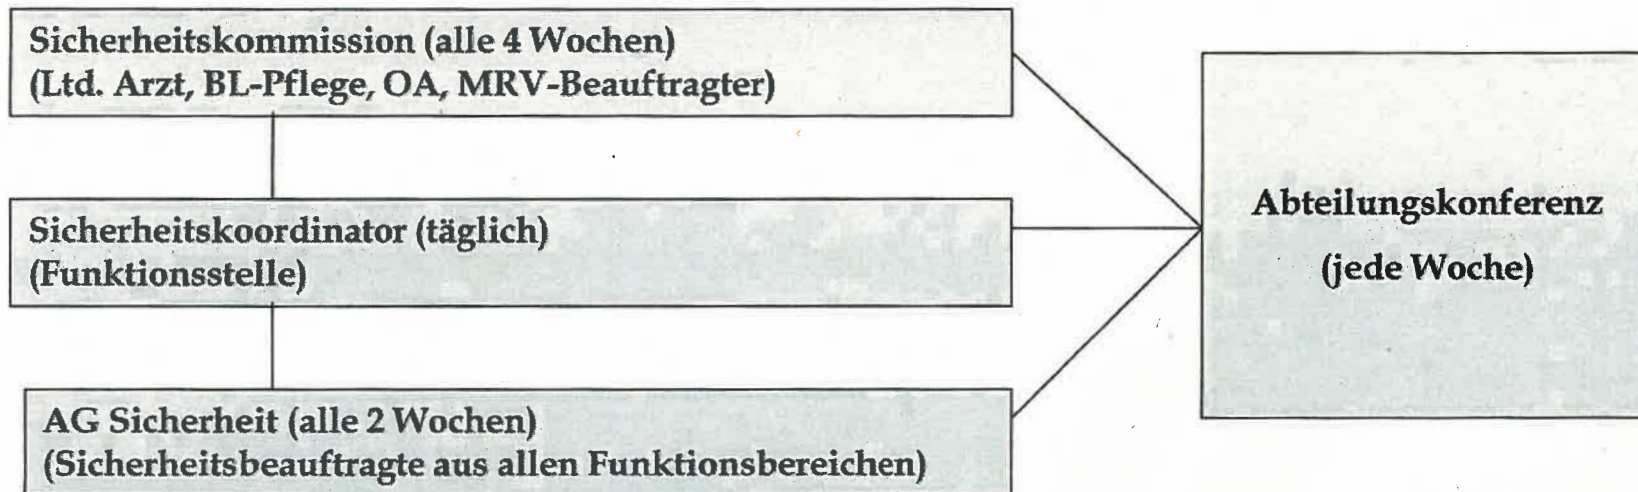 Sicherheitskommission (alle 4 Wochen)
(Ltd. Arzt, BL-Pflege, OA, MRV-Beauftragter)
Sicherheitskoordinator (täglich)
(Funktionsstelle)
AG Sicherheit (alle 2 Wochen)
(Sicherheitsbeauftragte aus allen Funktionsbereichen)
Abteilungskonferenz
(jede Woche)